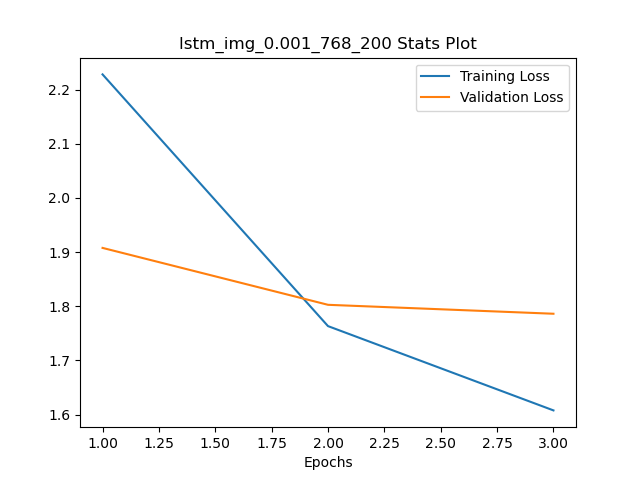 lstm_img_0.001_768_200 Stats Plot
Training Loss
Validation Loss
2.2
2.1
2.0
1.9
1.8
1.7
1.6
1.00 1.25 1.50 1.75 2.00 2.25 2.50 2.75 3.00
Epochs